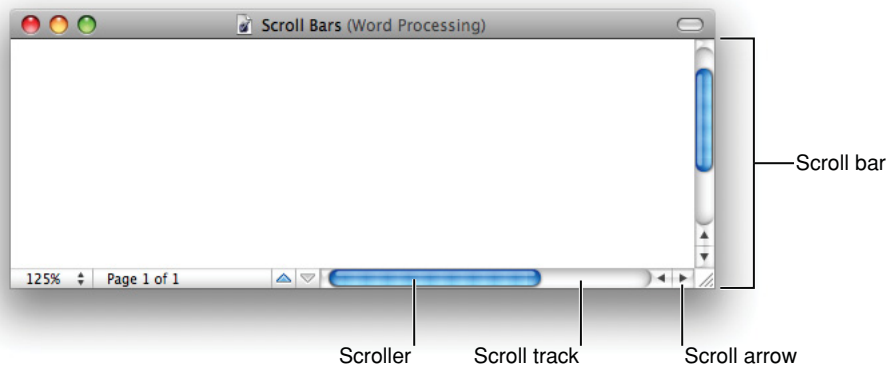 Scroll Bars (Word Processing)
Scroll bar
125% Page 1 of 1
Scroller Scroll track Scroll arrow